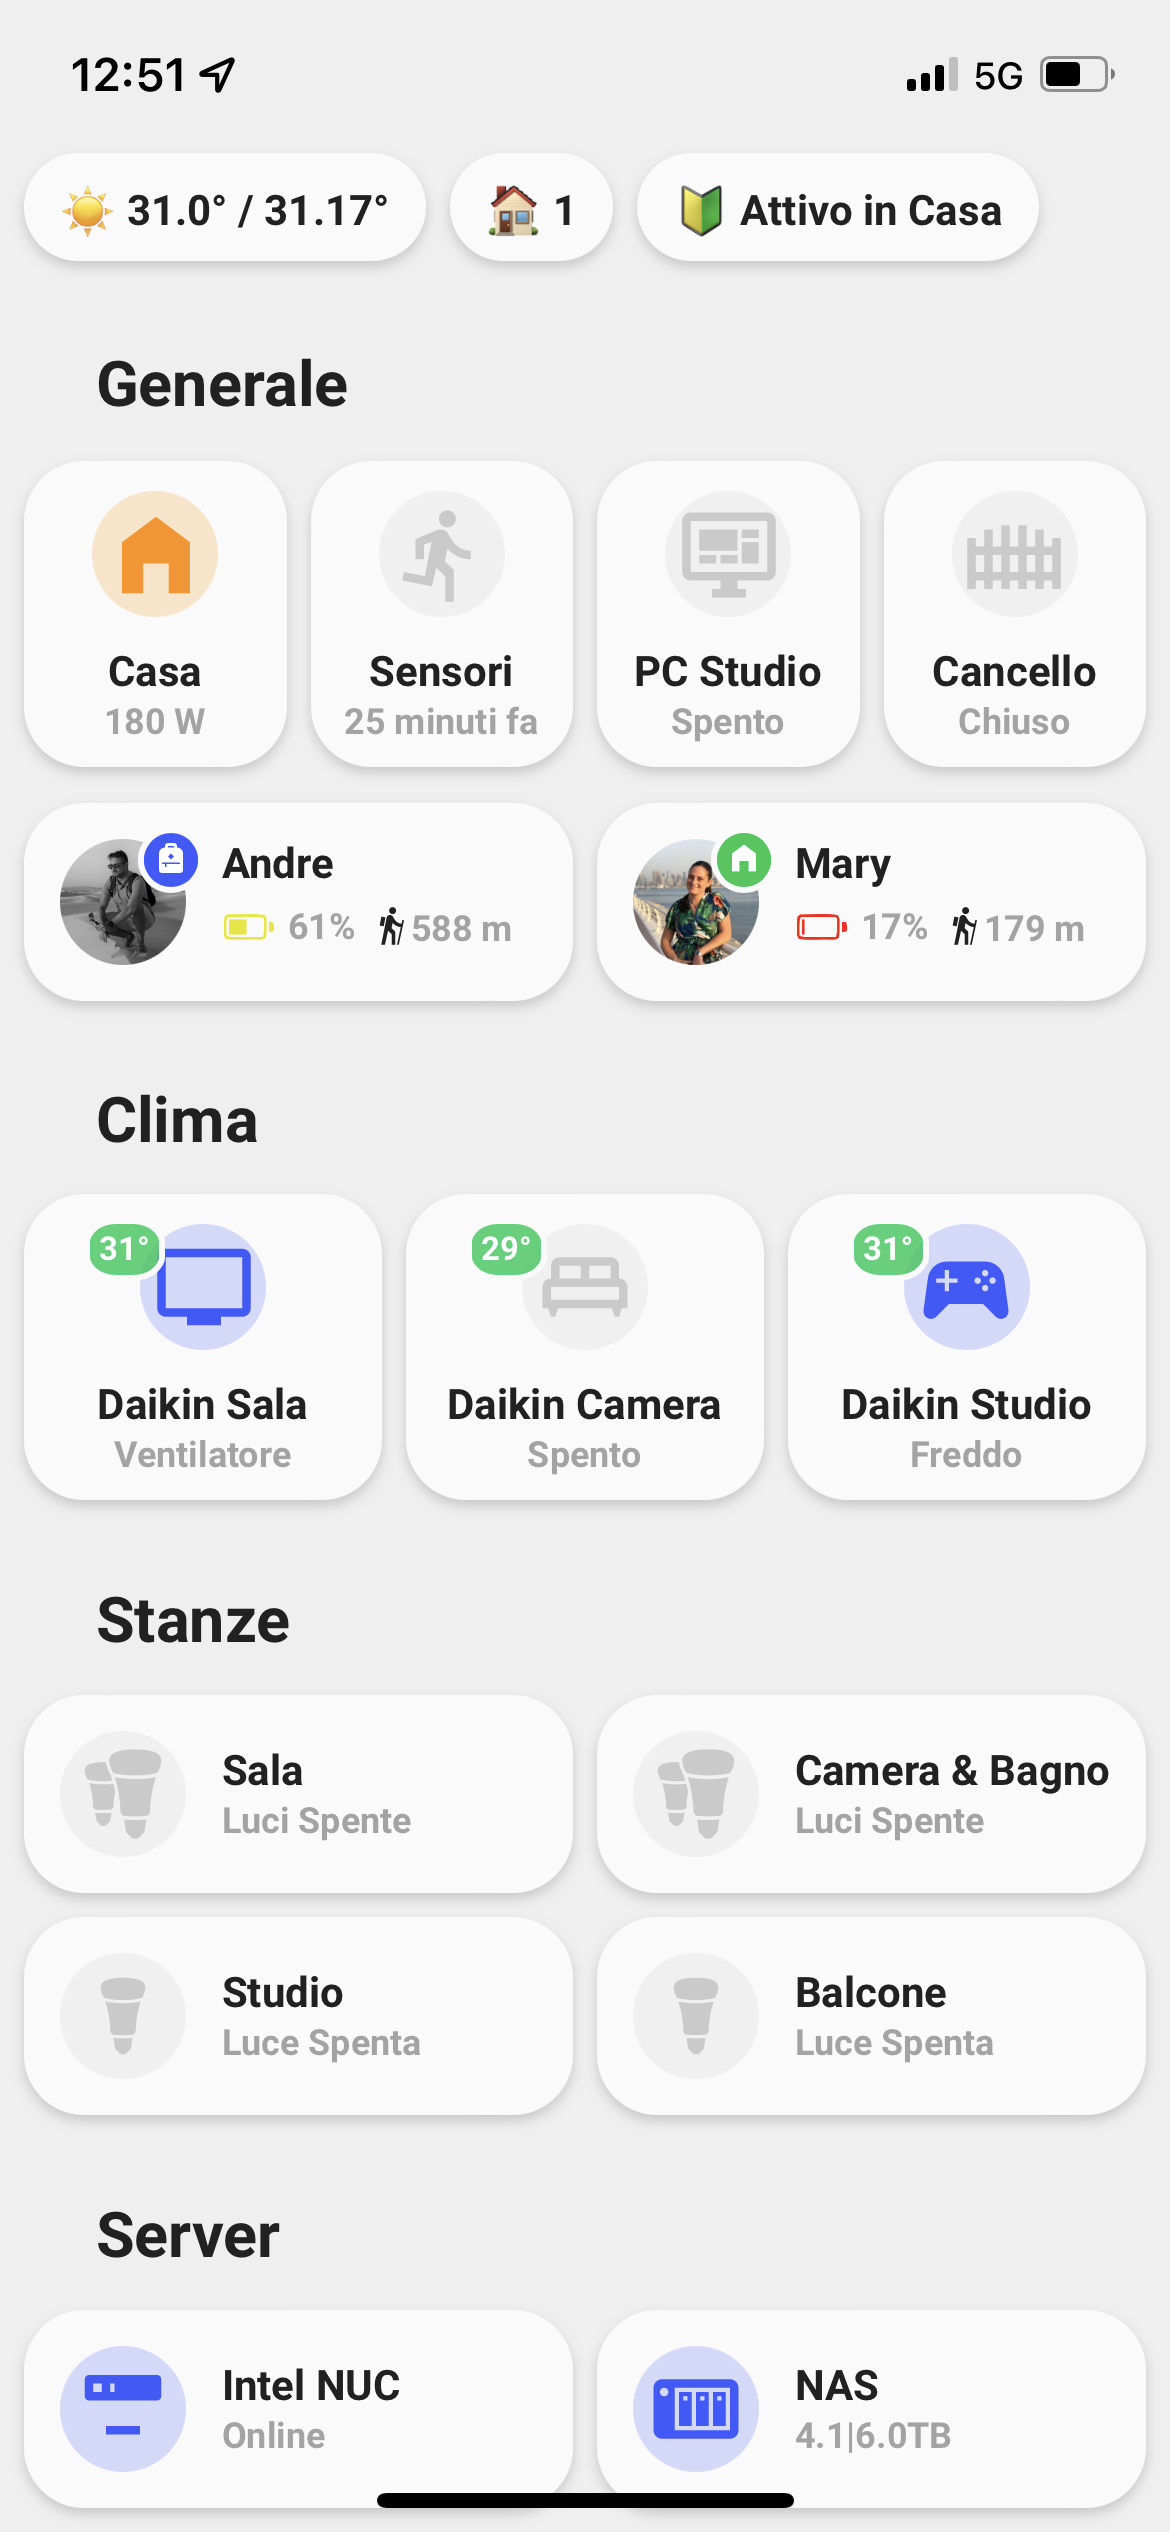 12:51 5G
31.0° / 31.17° 1 Attivo in Casa
Generale
Casa
180 W
Sensori
25 minuti fa
PC Studio
Spento
Cancello
Chiuso
Andre
61% 588 m
Mary
17% 179 m
Clima
31°
Daikin Sala
Ventilatore
29°
Daikin Camera
Spento
31°
Daikin Studio
Freddo
Stanze
Sala
Luci Spente
Camera & Bagno
Luci Spente
Studio
Luce Spenta
Balcone
Luce Spenta
Server
Intel NUC
Online
NAS
4.1|6.0TB